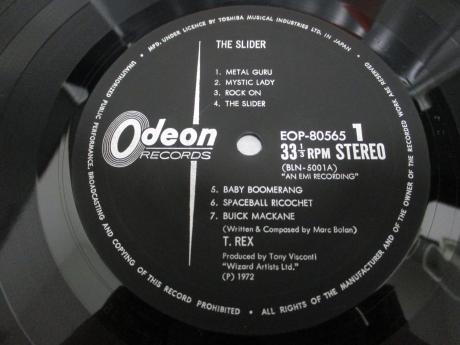 • MFD. UNDER LICENCE BY TOSHIBA MUSICAL INDUSTRIES LTD. IN JAPAN •
THE SLIDER
1. METAL GURU
2. MYSTIC LADY
3. ROCK ON
4. THE SLIDER
Odeon
RECORDS
EOP-80565 1
33⅓ RPM STEREO
(BLN-5001A)
"AN EMI RECORDING"
5. BABY BOOMERANG
6. SPACEBALL RICOCHET
7. BUICK MACKANE
(Written & Composed by Marc Bolan)
T. REX
Produced by Tony Visconti
"Wizard Artists Ltd."
(P) 1972
UNAUTHORIZED PUBLIC PERFORMANCE, BROADCASTING AND COPYING OF THIS RECORD PROHIBITED • ALL RIGHTS OF THE MANUFACTURER AND OF THE OWNER OF THE RECORDED WORK ARE RESERVED